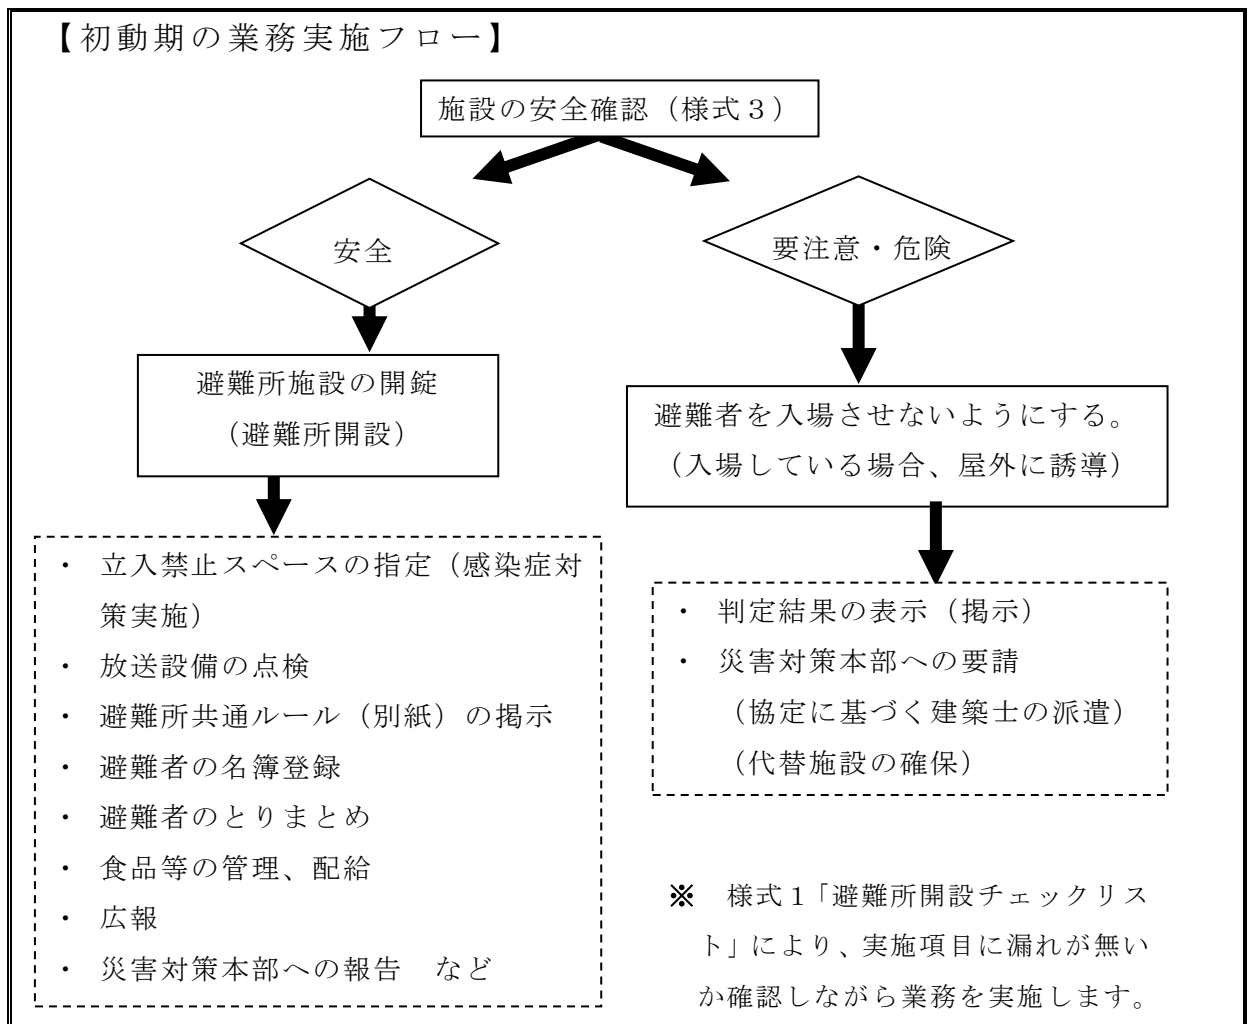 【初動期の業務実施フロー】
施設の安全確認（様式３）
安全
要注意・危険
避難所施設の開錠
（避難所開設）
避難者を入場させないようにする。
（入場している場合、屋外に誘導）
・ 立入禁止スペースの指定（感染症対
策実施）
・ 放送設備の点検
・ 避難所共通ルール（別紙）の掲示
・ 避難者の名簿登録
・ 避難者のとりまとめ
・ 食品等の管理、配給
・ 広報
・ 災害対策本部への報告　など
・ 判定結果の表示（掲示）
・ 災害対策本部への要請
（協定に基づく建築士の派遣）
（代替施設の確保）
※　様式１「避難所開設チェックリス
ト」により、実施項目に漏れが無い
か確認しながら業務を実施します。